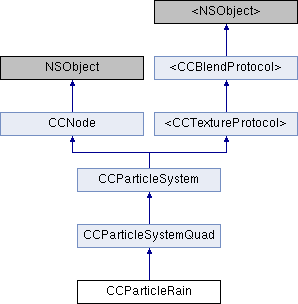 <NSObject>
NSObject
<CCBlendProtocol>
CCNode
<CCTextureProtocol>
CCParticleSystem
CCParticleSystemQuad
CCParticleRain